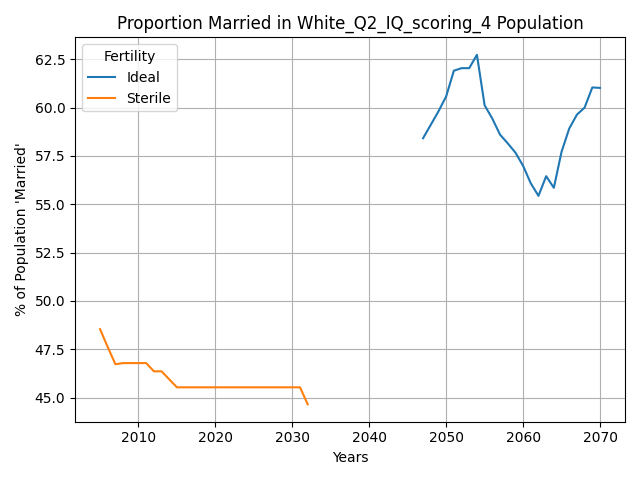 Proportion Married in White_Q2_IQ_scoring_4 Population
Fertility
Ideal
Sterile
% of Population 'Married'
62.5
60.0
57.5
55.0
52.5
50.0
47.5
45.0
2010 2020 2030 2040 2050 2060 2070
Years